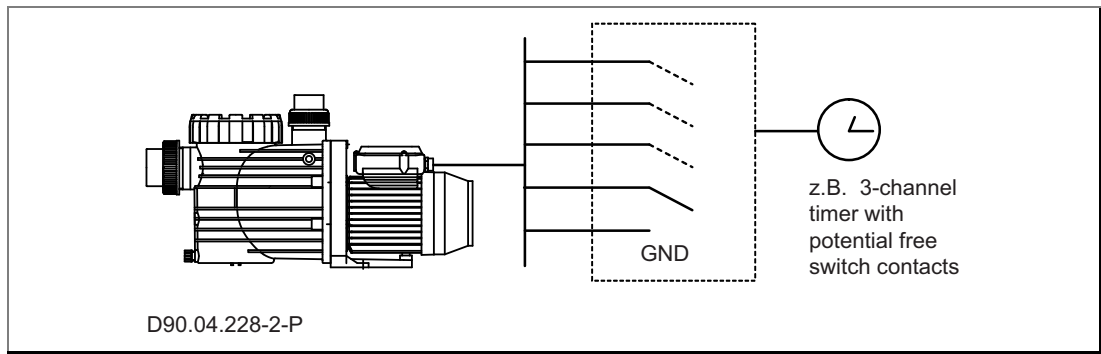 GND
z.B. 3-channel
timer with
potential free
switch contacts
D90.04.228-2-P